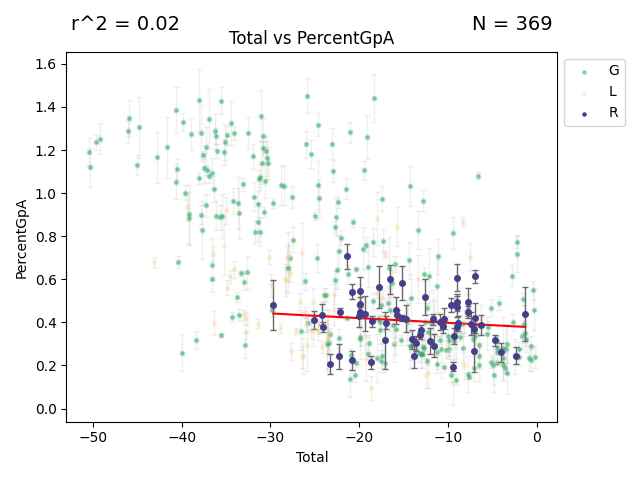 r^2 = 0.02
N = 369
Total vs PercentGpA
1.6
1.4
1.2
1.0
0.8
0.6
0.4
0.2
0.0
PercentGpA
−50
−40
−30
−20
−10
0
Total
G
L
R